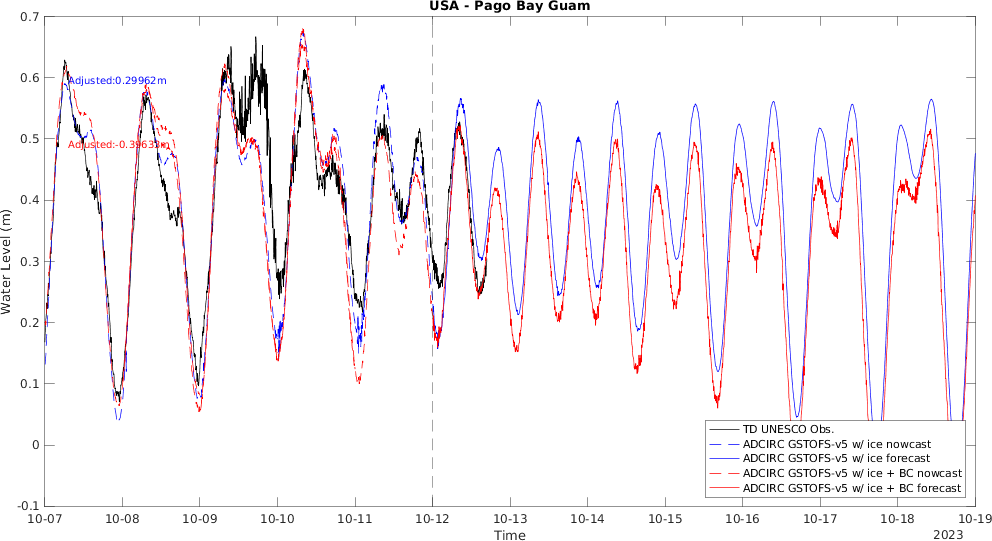 USA - Pago Bay Guam
0.7
0.6
0.5
0.4
0.3
0.2
0.1
0
-0.1
Water Level (m)
Adjusted:0.29962m
TD UNESCO Obs.
ADCIRC GSTOFS-v5 w/ ice nowcast
ADCIRC GSTOFS-v5 w/ ice forecast
ADCIRC GSTOFS-v5 w/ ice + BC nowcast
ADCIRC GSTOFS-v5 w/ ice + BC forecast
10-07 10-08 10-09 10-10 10-11 10-12 10-13 10-14 10-15 10-16 10-17 10-18 10-19
Time
2023